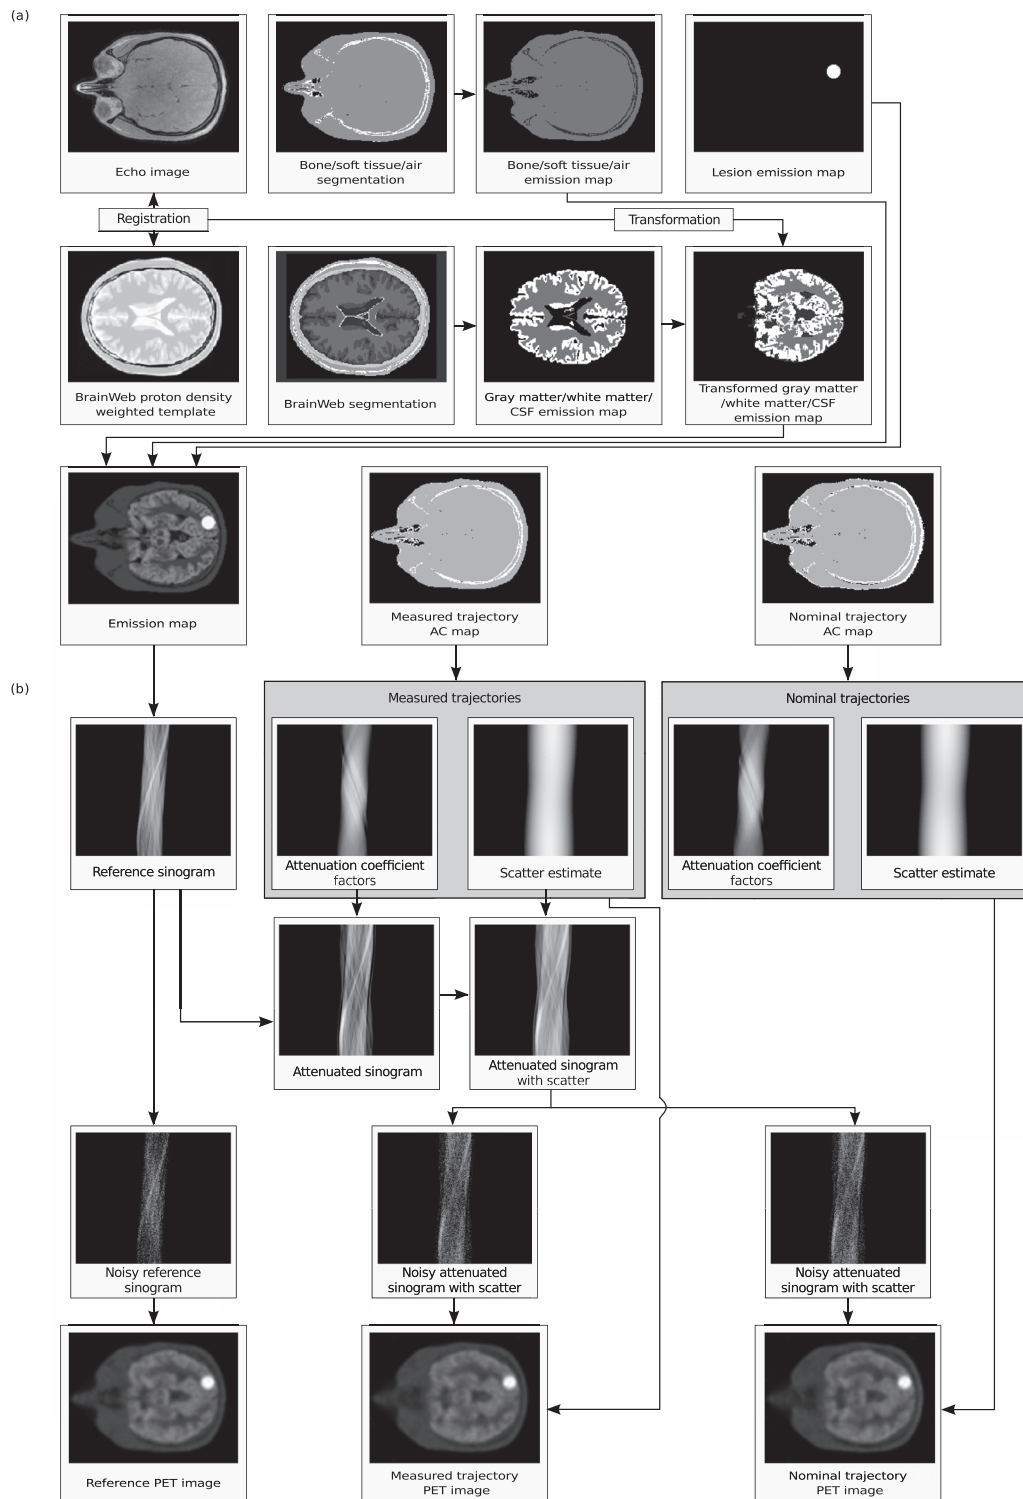 (a)
Echo image
Bone/soft tissue/air
segmentation
Bone/soft tissue/air
emission map
Lesion emission map
Registration
Transformation
BrainWeb proton density
weighted template
BrainWeb segmentation
Gray matter/white matter/
CSF emission map
Transformed gray matter
/white matter/CSF
emission map
Emission map
Measured trajectory
AC map
Nominal trajectory
AC map
(b)
Measured trajectories
Nominal trajectories
Reference sinogram
Attenuation coefficient
factors
Scatter estimate
Attenuation coefficient
factors
Scatter estimate
Attenuated sinogram
Attenuated sinogram
with scatter
Noisy reference
sinogram
Noisy attenuated
sinogram with scatter
Noisy attenuated
sinogram with scatter
Reference PET image
Measured trajectory
PET image
Nominal trajectory
PET image